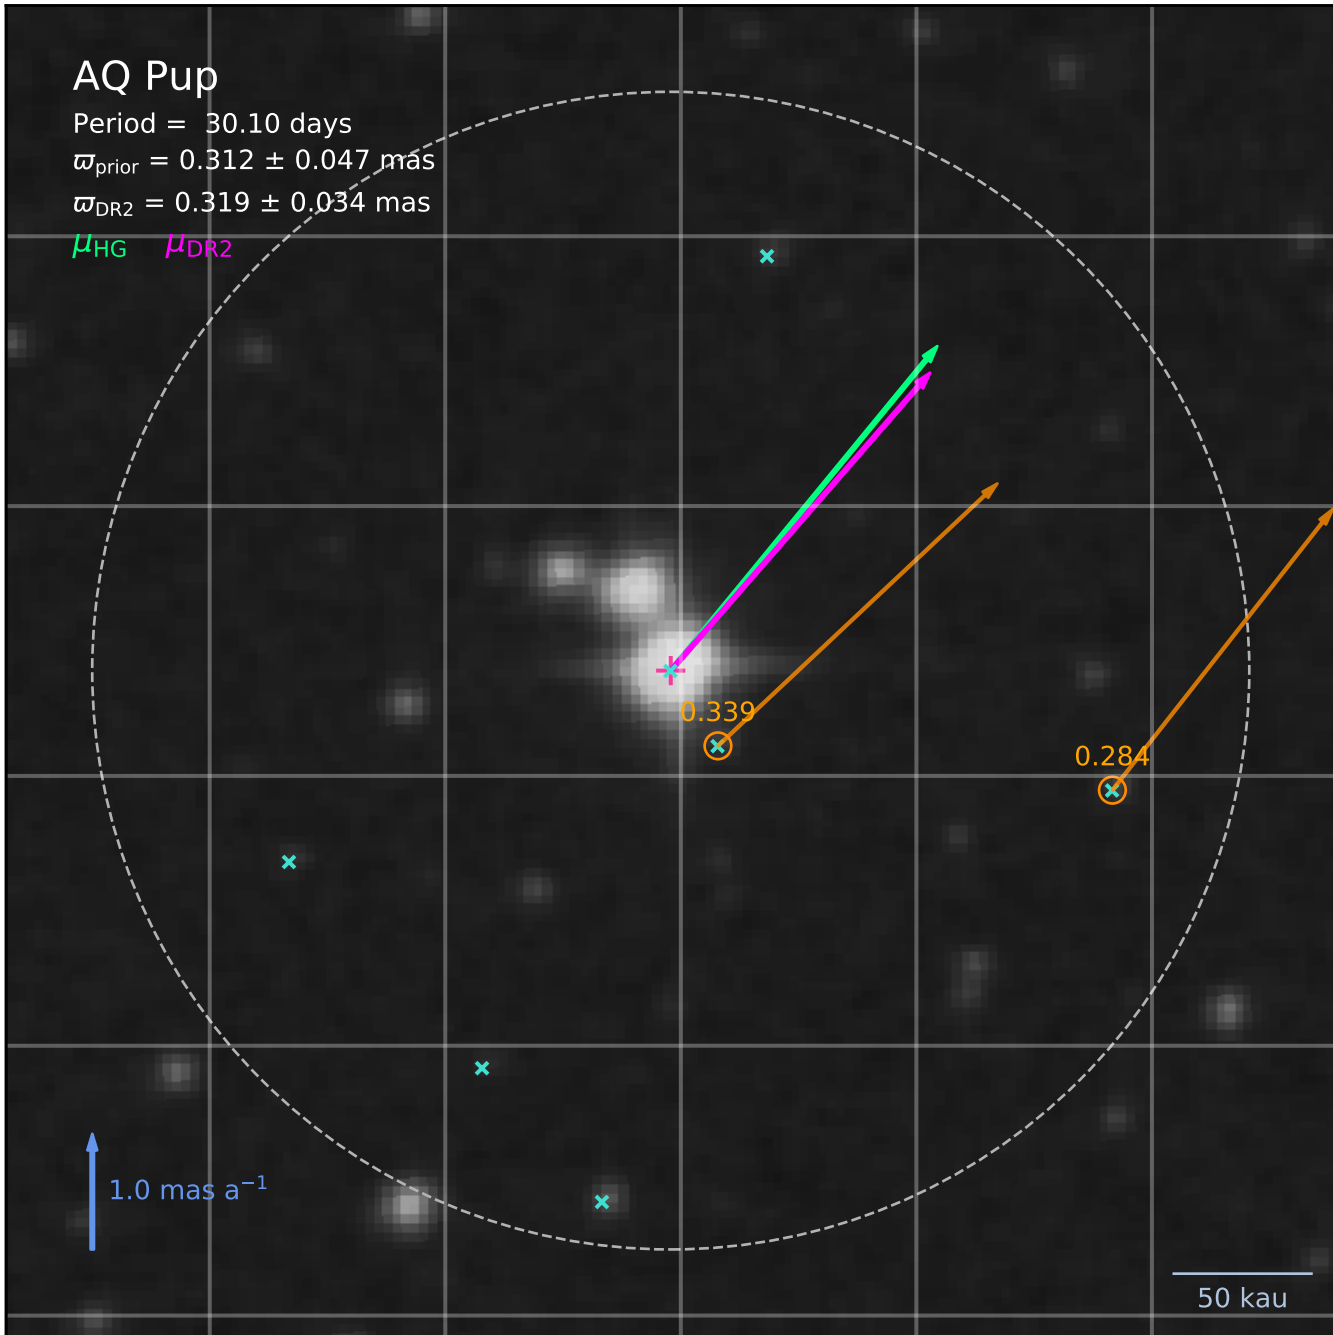 AQ Pup
Period = 30.10 days
ϖprior = 0.312 ± 0.047 mas
ϖDR2 = 0.319 ± 0.034 mas
μHG μDR2
0.339
0.284
1.0 mas a⁻¹
50 kau